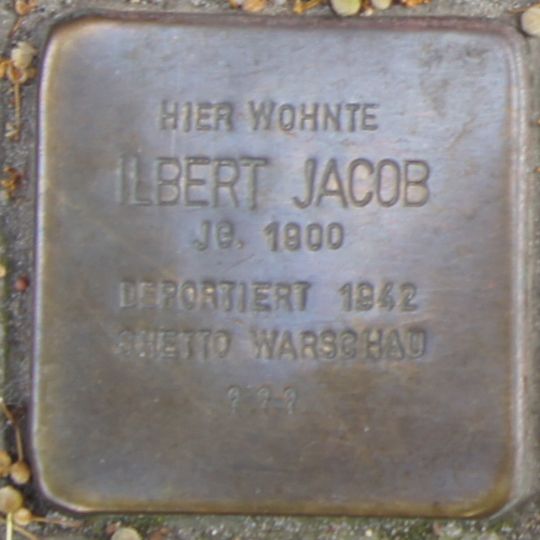 HIER WOHNTE
ILBERT JACOB
JG. 1900
DEPORTIERT 1942
GHETTO WARSCHAU
? ? ?